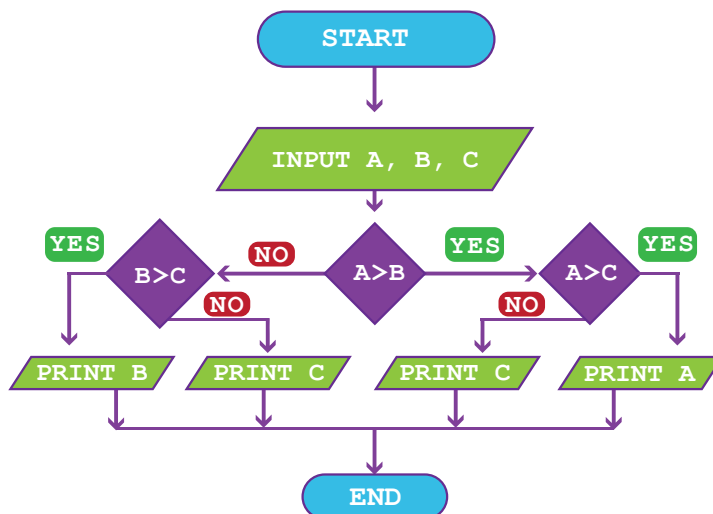 START
INPUT A, B, C
YES
B>C
NO
A>B
YES
A>C
YES
NO
NO
PRINT B
PRINT C
PRINT C
PRINT A
END